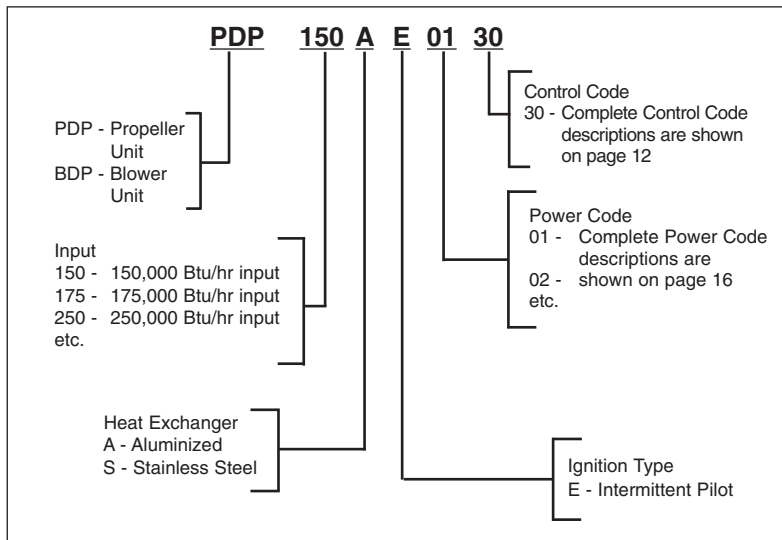 PDP 150 A E 01 30
Control Code
30 - Complete Control Code
descriptions are shown
on page 12
PDP - Propeller
Unit
BDP - Blower
Unit
Power Code
01 - Complete Power Code
descriptions are
02 - shown on page 16
etc.
Input
150 - 150,000 Btu/hr input
175 - 175,000 Btu/hr input
250 - 250,000 Btu/hr input
etc.
Heat Exchanger
A - Aluminized
S - Stainless Steel
Ignition Type
E - Intermittent Pilot